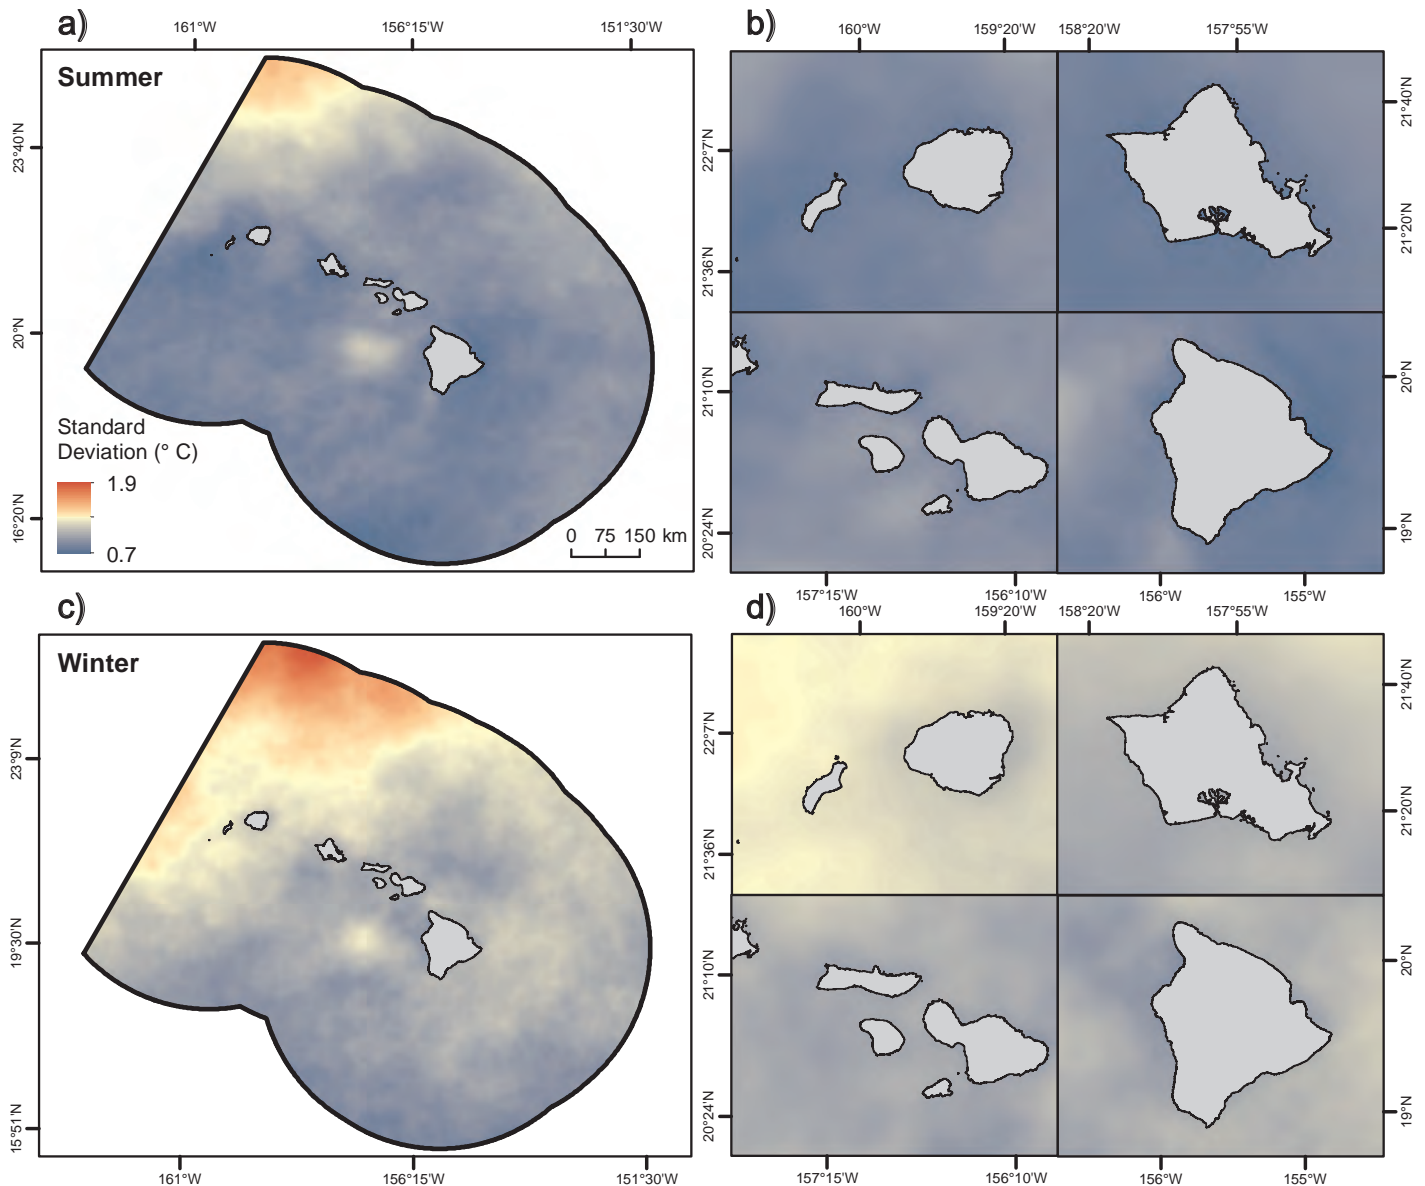 a)
161°W 156°15'W 151°30'W
Summer
23°40'N
20°N
16°20'N
Standard
Deviation (° C)
1.9
0.7
0 75 150 km
b)
160°W 159°20'W 158°20'W 157°55'W
22°7'N
21°36'N
21°40'N
21°20'N
21°10'N
20°24'N
20°N
19°N
157°15'W 156°10'W 156°W 155°W
c)
Winter
23°9'N
19°30'N
15°51'N
161°W 156°15'W 151°30'W
d)
160°W 159°20'W 158°20'W 157°55'W
22°7'N
21°36'N
21°40'N
21°20'N
21°10'N
20°24'N
20°N
19°N
157°15'W 156°10'W 156°W 155°W